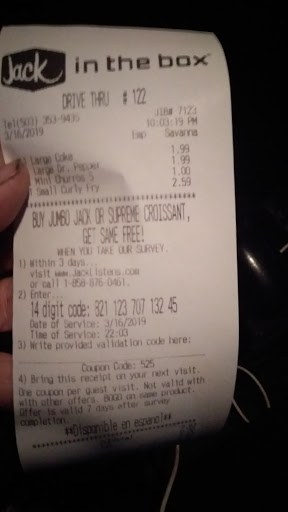 Jack in the box
DRIVE THRU # 122
JIB# 7123
Tel(503) 353-9435 10:03:19 PM
3/16/2019 Emp Savanna
1 Large Coke 1.99
Large Dr. Pepper 1.99
Mini Churros 5 1.00
1 Small Curly Fry 2.59
BUY JUMBO JACK OR SUPREME CROISSANT,
GET SAME FREE!
WHEN YOU TAKE OUR SURVEY.
1) Within 3 days...
visit www.JackListens.com
or call 1-858-876-0461.
2) Enter...
14 digit code: 821 123 707 132 45
Date of Service: 3/16/2019
Time of Service: 22:03
3) Write provided validation code here:
Coupon Code: 525
4) Bring this receipt on your next visit.
One coupon per guest visit. Not valid with
with other offers. BOGO on same product.
Offer is valid 7 days after survey
completion.
**Disponible en espanol**